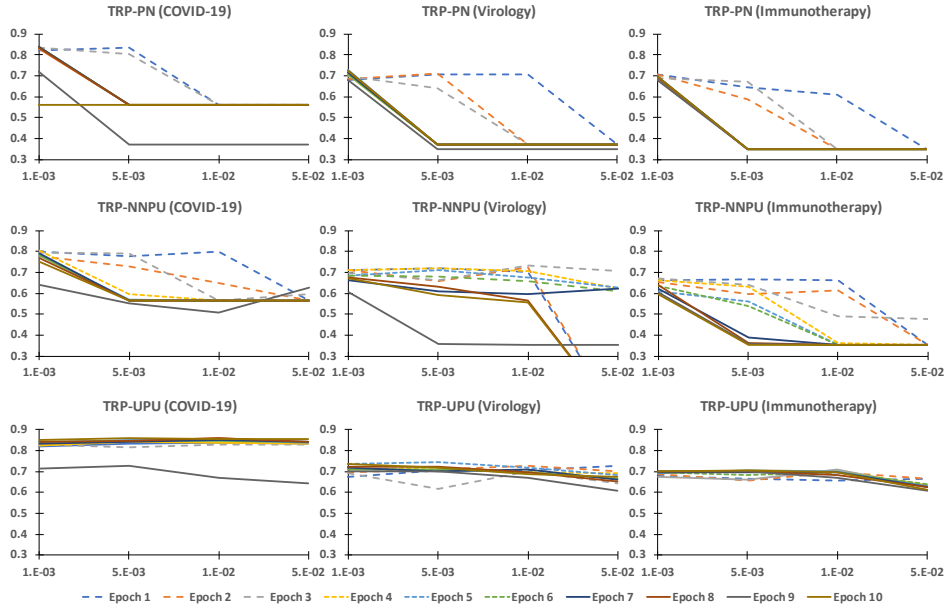 TRP-PN (COVID-19) TRP-PN (Virology) TRP-PN (Immunotherapy)
0.9 0.9 0.9
0.8 0.8 0.8
0.7 0.7 0.7
0.6 0.6 0.6
0.5 0.5 0.5
0.4 0.4 0.4
0.3 0.3 0.3
1.E-03 5.E-03 1.E-02 5.E-02 1.E-03 5.E-03 1.E-02 5.E-02 1.E-03 5.E-03 1.E-02 5.E-02
TRP-NNPU (COVID-19) TRP-NNPU (Virology) TRP-NNPU (Immunotherapy)
0.9 0.9 0.9
0.8 0.8 0.8
0.7 0.7 0.7
0.6 0.6 0.6
0.5 0.5 0.5
0.4 0.4 0.4
0.3 0.3 0.3
1.E-03 5.E-03 1.E-02 5.E-02 1.E-03 5.E-03 1.E-02 5.E-02 1.E-03 5.E-03 1.E-02 5.E-02
TRP-UPU (COVID-19) TRP-UPU (Virology) TRP-UPU (Immunotherapy)
0.9 0.9 0.9
0.8 0.8 0.8
0.7 0.7 0.7
0.6 0.6 0.6
0.5 0.5 0.5
0.4 0.4 0.4
0.3 0.3 0.3
1.E-03 5.E-03 1.E-02 5.E-02 1.E-03 5.E-03 1.E-02 5.E-02 1.E-03 5.E-03 1.E-02 5.E-02
Epoch 1 Epoch 2 Epoch 3 Epoch 4 Epoch 5 Epoch 6 Epoch 7 Epoch 8 Epoch 9 Epoch 10